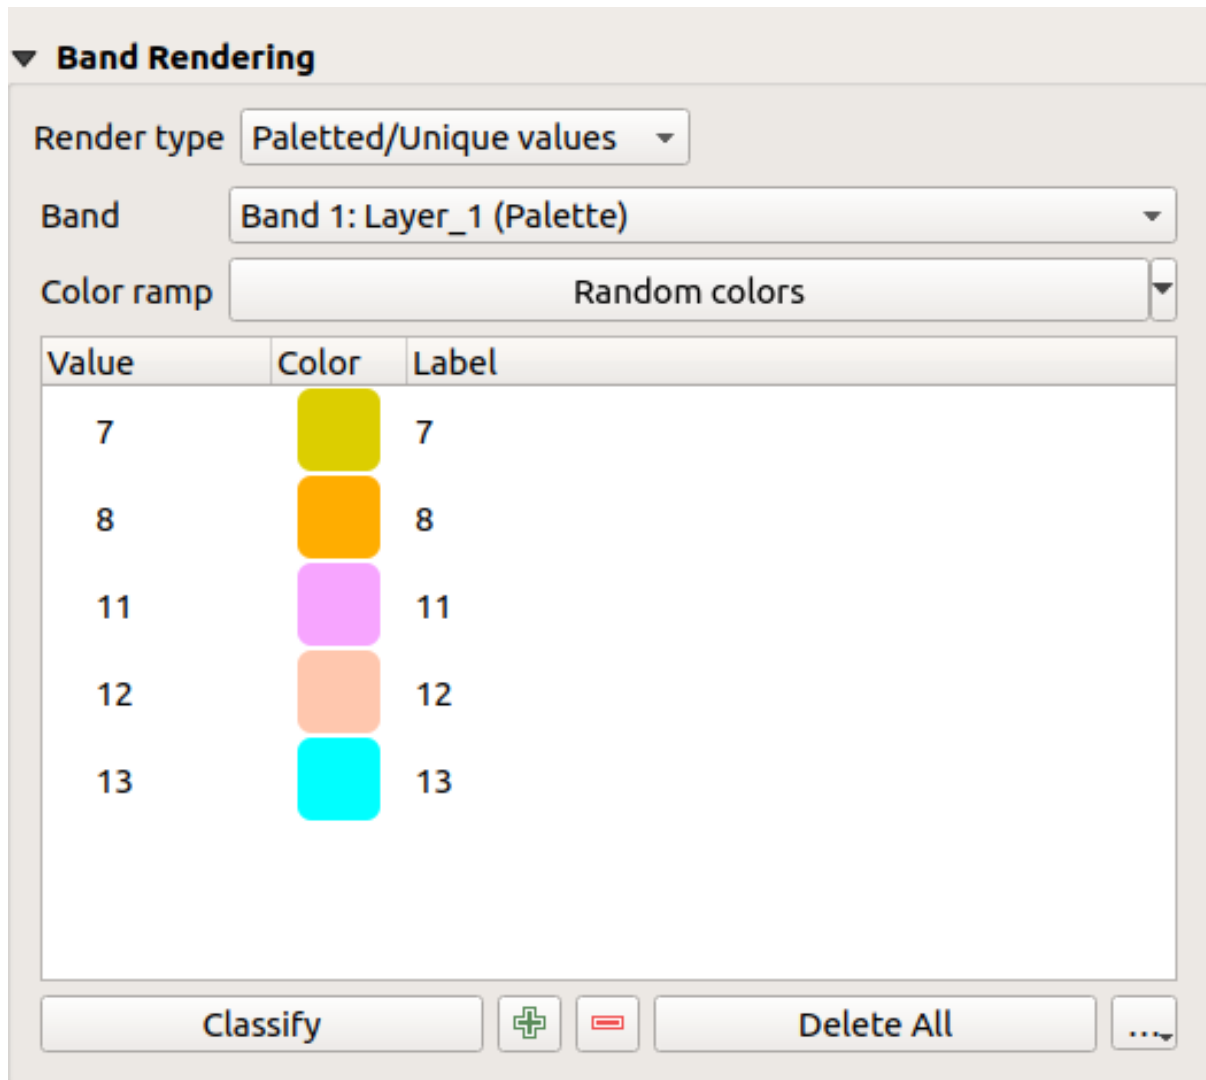 Band Rendering
Render type Paletted/Unique values
Band Band 1: Layer_1 (Palette)
Color ramp Random colors
Value Color Label
7 7
8 8
11 11
12 12
13 13
Classify Delete All ...